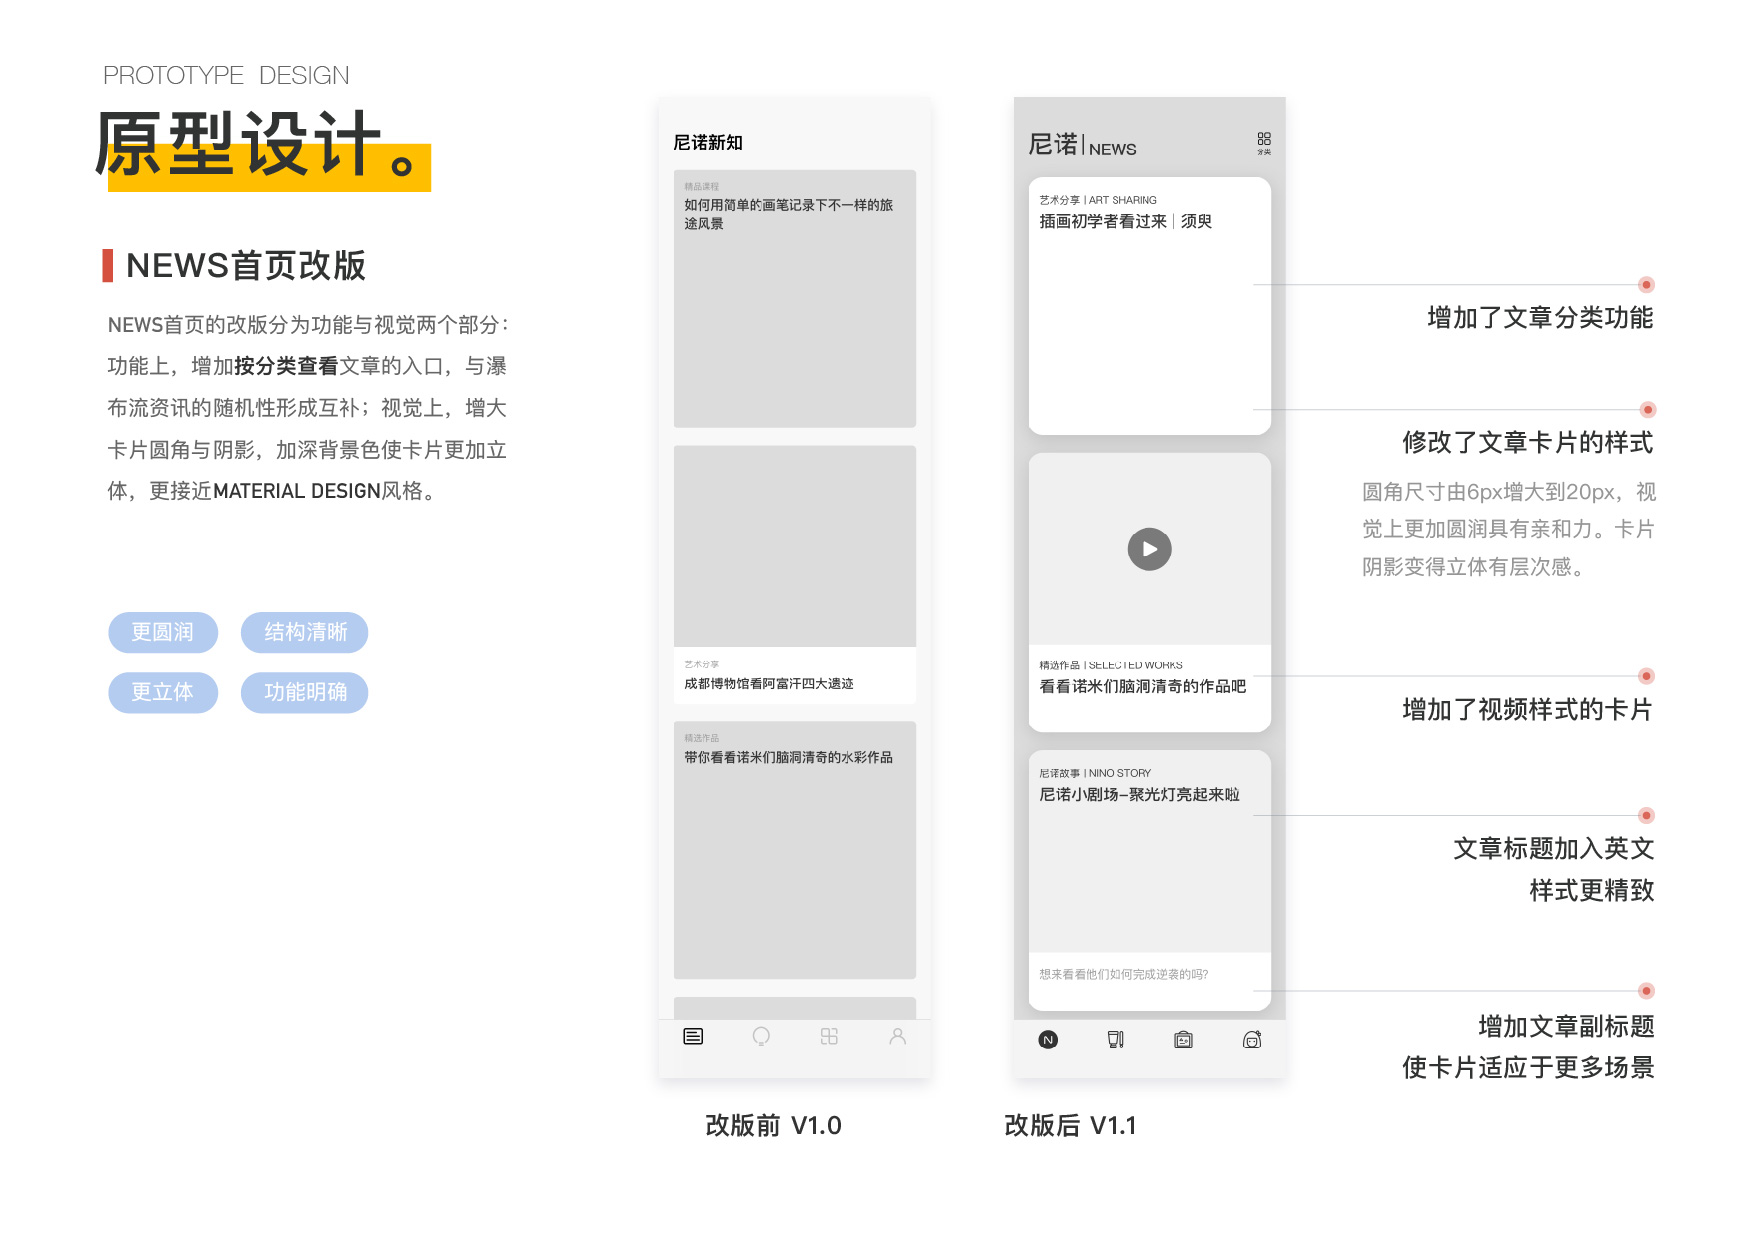 PROTOTYPE DESIGN
原型设计。
NEWS首页改版
NEWS首页的改版分为功能与视觉两个部分：
功能上，增加按分类查看文章的入口，与瀑
布流资讯的随机性形成互补；视觉上，增大
卡片圆角与阴影，加深背景色使卡片更加立
体，更接近MATERIAL DESIGN风格。
更圆润
结构清晰
更立体
功能明确
尼诺新知
精品课程
如何用简单的画笔记录下不一样的旅
途风景
艺术分享
成都博物馆看阿富汗四大遗迹
精选作品
带你看看诺米们脑洞清奇的水彩作品
改版前 V1.0
尼诺|NEWS
分类
艺术分享 | ART SHARING
插画初学者看过来｜须臾
精选作品 | SELECTED WORKS
看看诺米们脑洞清奇的作品吧
尼诺故事 | NINO STORY
尼诺小剧场–聚光灯亮起来啦
想来看看他们如何完成逆袭的吗?
N
改版后 V1.1
增加了文章分类功能
修改了文章卡片的样式
圆角尺寸由6px增大到20px，视
觉上更加圆润具有亲和力。卡片
阴影变得立体有层次感。
增加了视频样式的卡片
文章标题加入英文
样式更精致
增加文章副标题
使卡片适应于更多场景